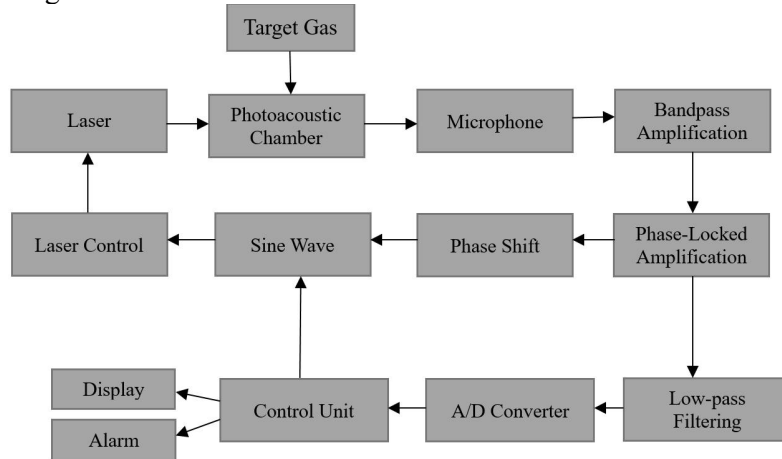 Target Gas
Laser
Photoacoustic
Chamber
Microphone
Bandpass
Amplification
Laser Control
Sine Wave
Phase Shift
Phase-Locked
Amplification
Display
Alarm
Control Unit
A/D Converter
Low-pass
Filtering